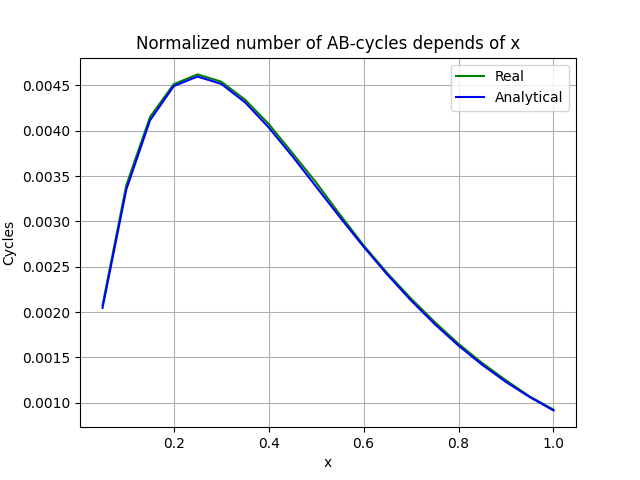 Normalized number of AB-cycles depends of x
Real
Analytical
Cycles
0.0045
0.0040
0.0035
0.0030
0.0025
0.0020
0.0015
0.0010
0.2
0.4
0.6
0.8
1.0
x